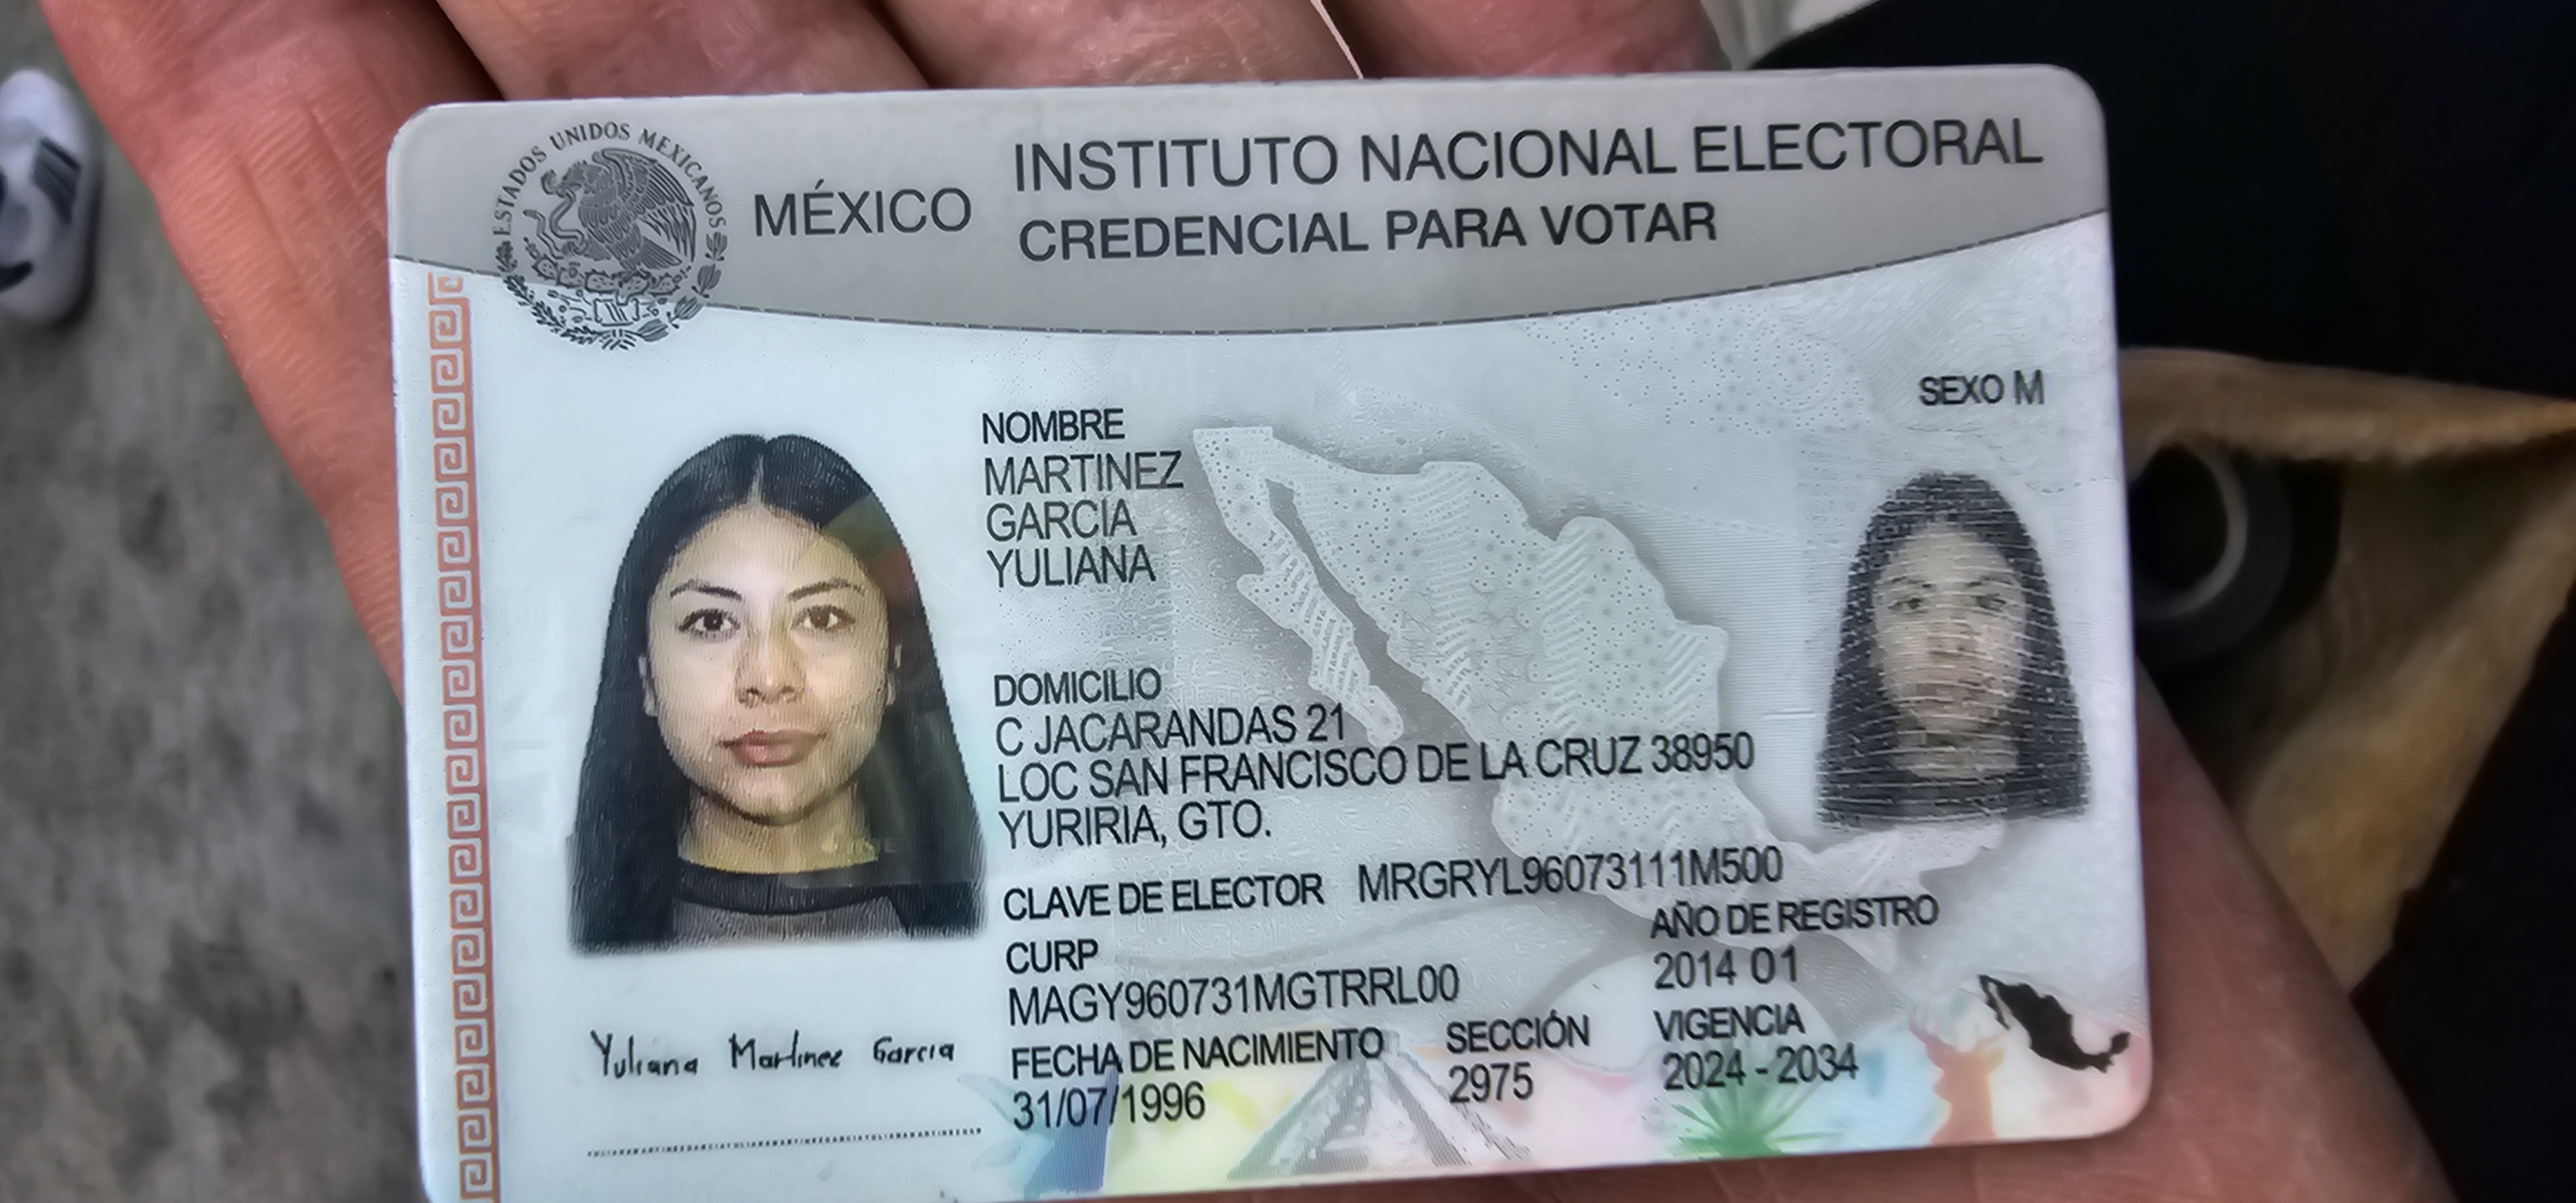 ESTADOS UNIDOS MEXICANOS
MÉXICO
INSTITUTO NACIONAL ELECTORAL
CREDENCIAL PARA VOTAR
NOMBRE
MARTINEZ
GARCIA
YULIANA
SEXO M
DOMICILIO
C JACARANDAS 21
LOC SAN FRANCISCO DE LA CRUZ 38950
YURIRIA, GTO.
CLAVE DE ELECTOR MRGRYL96073111M500
CURP
MAGY960731MGTRRL00
AÑO DE REGISTRO
2014 01
FECHA DE NACIMIENTO
31/07/1996
SECCIÓN
2975
VIGENCIA
2024 - 2034
Yuliana Martinez Garcia